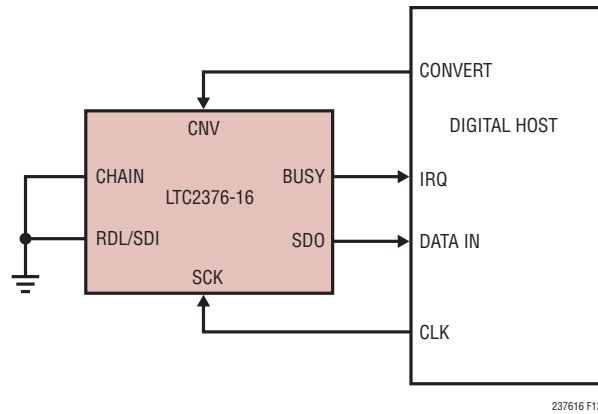 CONVERT
CNV
DIGITAL HOST
CHAIN
BUSY
IRQ
LTC2376-16
RDL/SDI
SDO
DATA IN
SCK
CLK